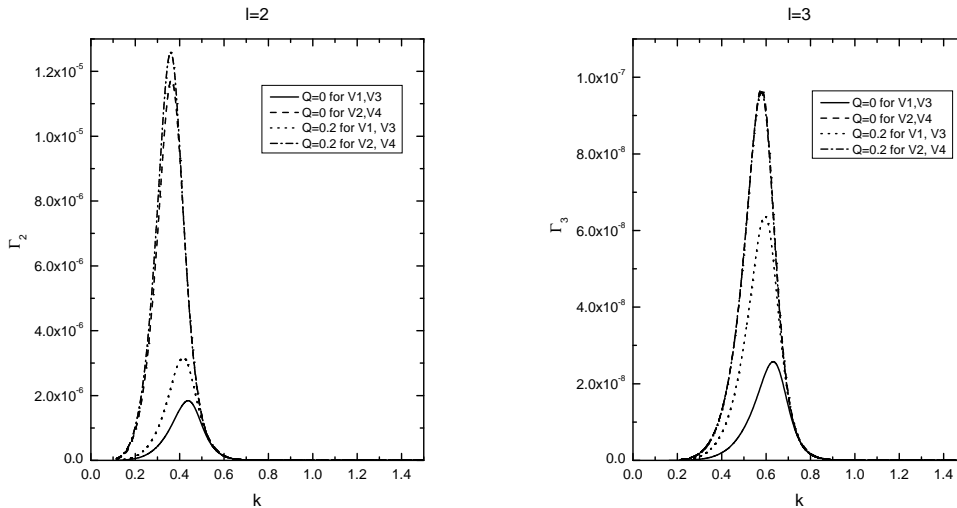 l=2
1.2x10-5
1.0x10-5
8.0x10-6
6.0x10-6
4.0x10-6
2.0x10-6
0.0
Γ2
Q=0 for V1,V3
Q=0 for V2,V4
Q=0.2 for V1, V3
Q=0.2 for V2, V4
0.0 0.2 0.4 0.6 0.8 1.0 1.2 1.4
k
l=3
1.0x10-7
8.0x10-8
6.0x10-8
4.0x10-8
2.0x10-8
0.0
Γ3
Q=0 for V1,V3
Q=0 for V2,V4
Q=0.2 for V1, V3
Q=0.2 for V2, V4
0.0 0.2 0.4 0.6 0.8 1.0 1.2 1.4
k